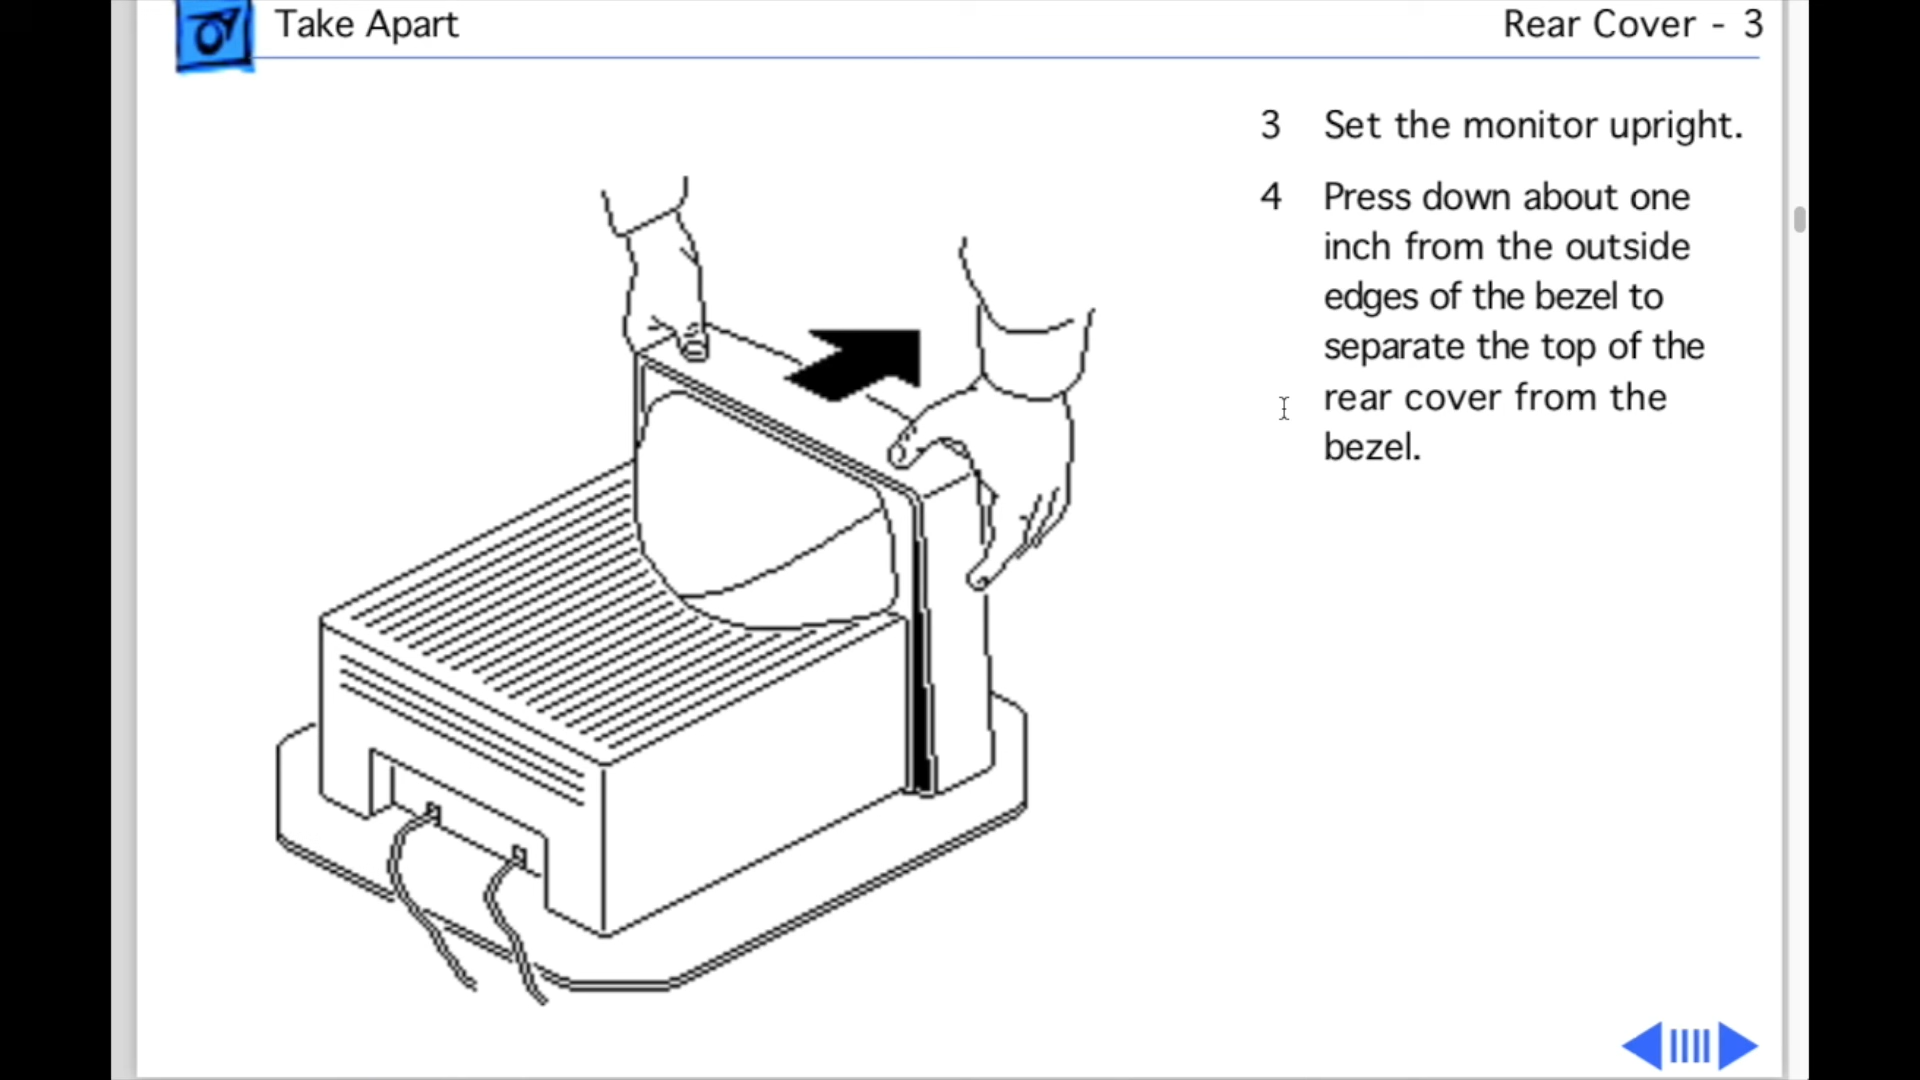 Take Apart
Rear Cover - 3
3 Set the monitor upright.
4 Press down about one
inch from the outside
edges of the bezel to
separate the top of the
rear cover from the
bezel.